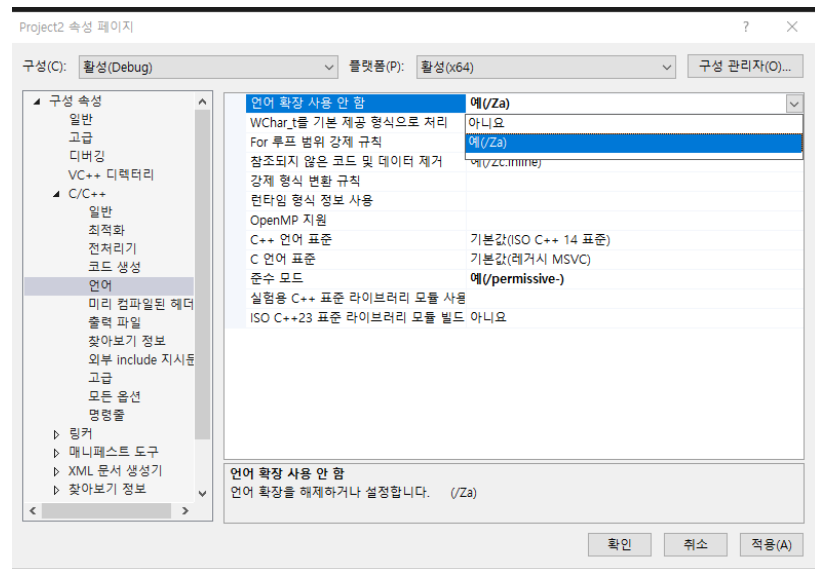 Project2 속성 페이지
구성(C): 활성(Debug) 플랫폼(P): 활성(x64) 구성 관리자(O)...
구성 속성
일반
고급
디버깅
VC++ 디렉터리
C/C++
일반
최적화
전처리기
코드 생성
언어
미리 컴파일된 헤더
출력 파일
찾아보기 정보
외부 include 지시문
고급
모든 옵션
명령줄
링커
매니페스트 도구
XML 문서 생성기
찾아보기 정보
언어 확장 사용 안 함 예(/Za)
WChar_t를 기본 제공 형식으로 처리 아니요
For 루프 범위 강제 규칙 예(/Za)
참조되지 않은 코드 및 데이터 제거 예(/Zc:inline)
강제 형식 변환 규칙
런타임 형식 정보 사용
OpenMP 지원
C++ 언어 표준 기본값(ISO C++ 14 표준)
C 언어 표준 기본값(레거시 MSVC)
준수 모드 예(/permissive-)
실험용 C++ 표준 라이브러리 모듈 사용
ISO C++23 표준 라이브러리 모듈 빌드 아니요
언어 확장 사용 안 함
언어 확장을 해제하거나 설정합니다. (/Za)
확인 취소 적용(A)